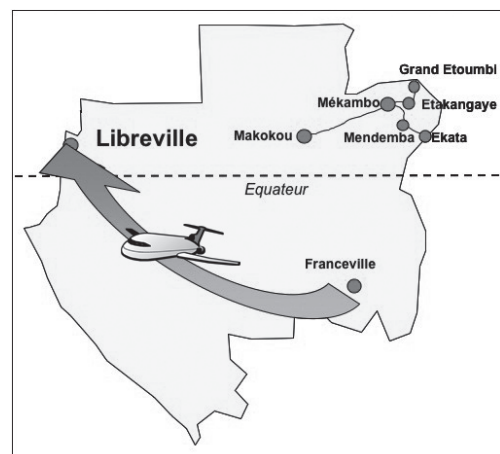 Grand Etoumbi
Mékambo
Etakangaye
Libreville
Makokou
Mendemba
Ekata
Equateur
Franceville